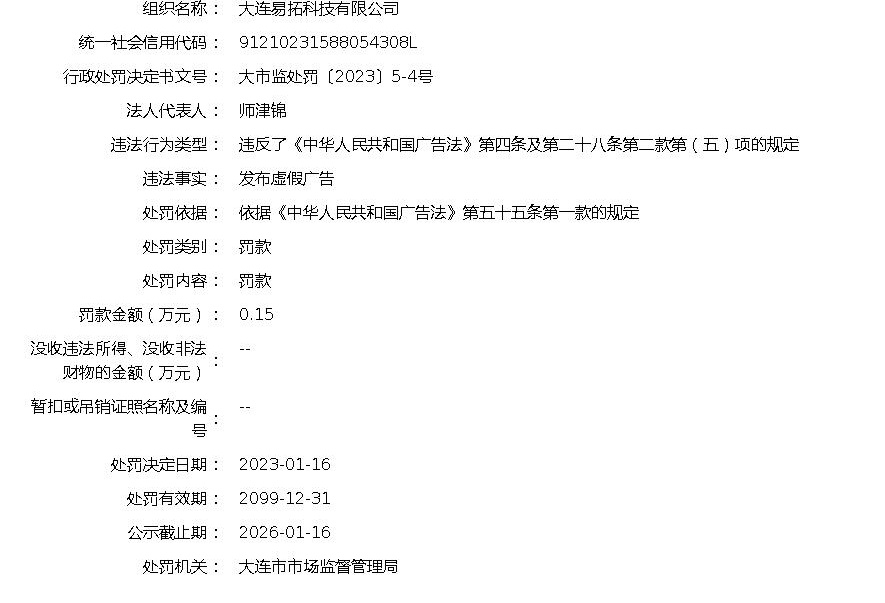 组织名称： 大连易拓科技有限公司
统一社会信用代码： 91210231588054308L
行政处罚决定书文号： 大市监处罚〔2023〕5-4号
法人代表人： 师津锦
违法行为类型： 违反了《中华人民共和国广告法》第四条及第二十八条第二款第（五）项的规定
违法事实： 发布虚假广告
处罚依据： 依据《中华人民共和国广告法》第五十五条第一款的规定
处罚类别： 罚款
处罚内容： 罚款
罚款金额（万元）： 0.15
没收违法所得、没收非法
财物的金额（万元）： --
暂扣或吊销证照名称及编
号： --
处罚决定日期： 2023-01-16
处罚有效期： 2099-12-31
公示截止期： 2026-01-16
处罚机关： 大连市市场监督管理局